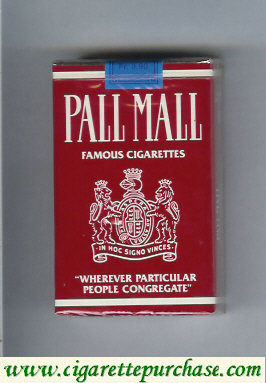 PALL MALL
FAMOUS CIGARETTES
IN HOC SIGNO VINCES
"WHEREVER PARTICULAR
PEOPLE CONGREGATE"
www.cigarettepurchase.com